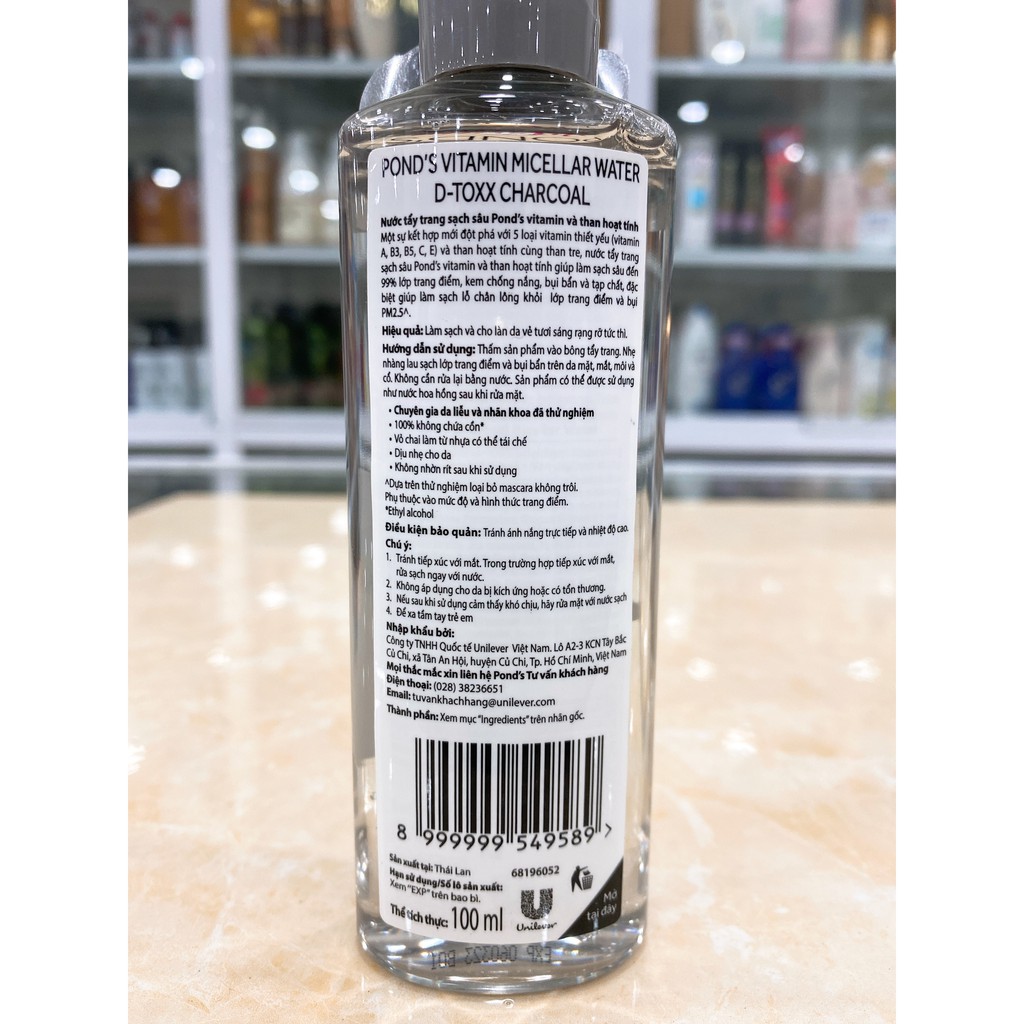 POND'S VITAMIN MICELLAR WATER
D-TOXX CHARCOAL
Nước tẩy trang sạch sâu Pond's vitamin và than hoạt tính
Một sự kết hợp mới đột phá với 5 loại vitamin thiết yếu (vitamin
A, B3, B5, C, E) và than hoạt tính cùng than tre, nước tẩy trang
sạch sâu Pond's vitamin và than hoạt tính giúp làm sạch sâu đến
99% lớp trang điểm, kem chống nắng, bụi bẩn và tạp chất, đặc
biệt giúp làm sạch lỗ chân lông khỏi lớp trang điểm và bụi
PM2.5^.
Hiệu quả: Làm sạch và cho làn da vẻ tươi sáng rạng rỡ tức thì.
Hướng dẫn sử dụng: Thấm sản phẩm vào bông tẩy trang. Nhẹ
nhàng lau sạch lớp trang điểm và bụi bẩn trên da mặt, mắt, môi và
cổ. Không cần rửa lại bằng nước. Sản phẩm có thể được sử dụng
như nước hoa hồng sau khi rửa mặt.
• Chuyên gia da liễu và nhãn khoa đã thử nghiệm
• 100% không chứa cồn*
• Vỏ chai làm từ nhựa có thể tái chế
• Dịu nhẹ cho da
• Không nhờn rít sau khi sử dụng
^Dựa trên thử nghiệm loại bỏ mascara không trôi.
Phụ thuộc vào mức độ và hình thức trang điểm.
*Ethyl alcohol
Điều kiện bảo quản: Tránh ánh nắng trực tiếp và nhiệt độ cao.
Chú ý:
1. Tránh tiếp xúc với mắt. Trong trường hợp tiếp xúc với mắt,
rửa sạch ngay với nước.
2. Không áp dụng cho da bị kích ứng hoặc có tổn thương.
3. Nếu sau khi sử dụng cảm thấy khó chịu, hãy rửa mặt với nước sạch
4. Để xa tầm tay trẻ em
Nhập khẩu bởi:
Công ty TNHH Quốc tế Unilever Việt Nam. Lô A2-3 KCN Tây Bắc
Củ Chi, xã Tân An Hội, huyện Củ Chi, Tp. Hồ Chí Minh, Việt Nam
Mọi thắc mắc xin liên hệ Pond's Tư vấn khách hàng
Điện thoại: (028) 38236651
Email: tuvankhachhang@unilever.com
Thành phần: Xem mục "Ingredients" trên nhãn gốc.
8 999999 549589 >
Sản xuất tại: Thái Lan
68196052
Hạn sử dụng/Số lô sản xuất:
Xem "EXP" trên bao bì.
Thể tích thực: 100 ml
Unilever
Mở
tại đây
EXP 060323 BD1